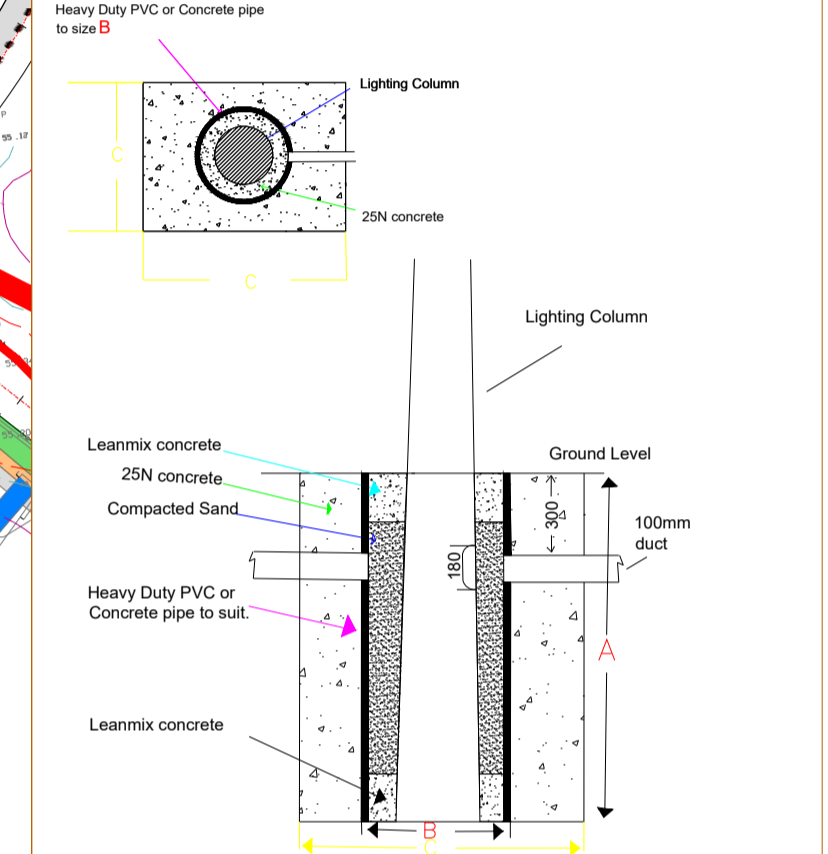 Heavy Duty PVC or Concrete pipe
to size B
Lighting Column
C
25N concrete
C
Lighting Column
Leanmix concrete
Ground Level
25N concrete
Compacted Sand
300
100mm
duct
180
Heavy Duty PVC or
Concrete pipe to suit.
A
Leanmix concrete
B
C
P